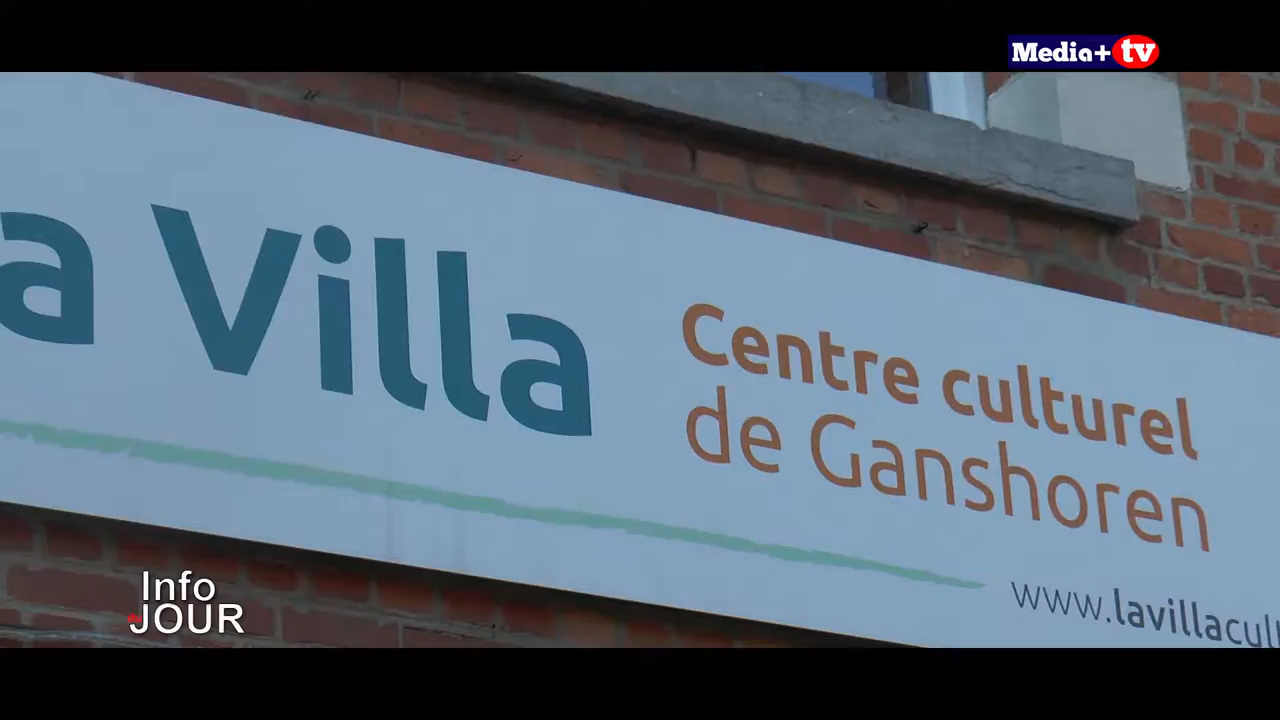 Media+ tv
a Villa
Centre culturel
de Ganshoren
www.lavillacul
Info
JOUR